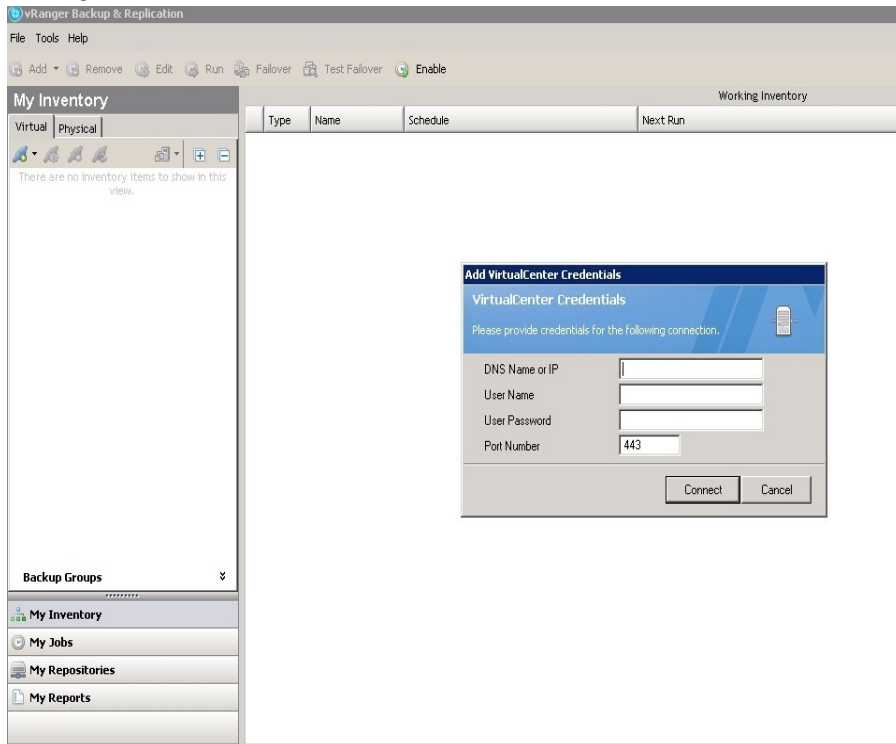 vRanger Backup & Replication
File Tools Help
Add Remove Edit Run Failover Test Failover Enable
My Inventory
Working Inventory
Virtual Physical
Type Name Schedule Next Run
There are no inventory items to show in this
view.
Add VirtualCenter Credentials
VirtualCenter Credentials
Please provide credentials for the following connection.
DNS Name or IP
User Name
User Password
Port Number 443
Connect Cancel
Backup Groups
My Inventory
My Jobs
My Repositories
My Reports